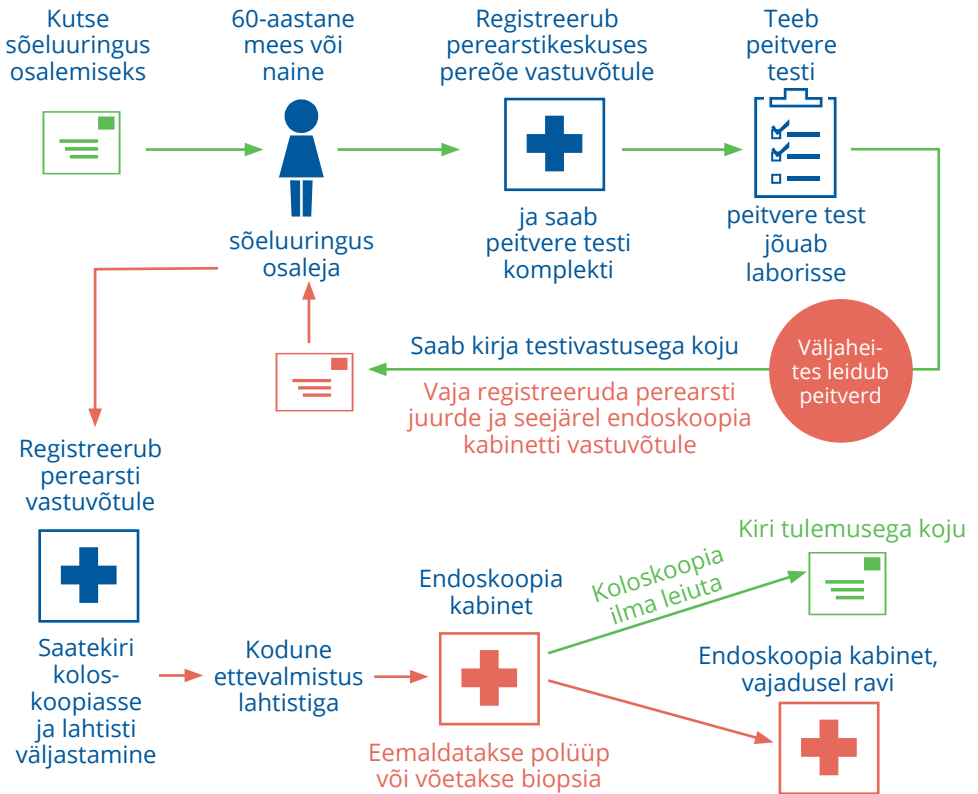 Kutse
sõeluuringus
osalemiseks
60-aastane
mees või
naine
Registreerub
perearstikeskuses
pereõe vastuvõtule
Teeb
peitvere
testi
sõeluuringus
osaleja
ja saab
peitvere testi
komplekti
peitvere test
jõuab
laborisse
Väljahei-
tes leidub
peitverd
Saab kirja testivastusega koju
Vaja registreeruda perearsti
juurde ja seejärel endoskoopia
kabinetti vastuvõtule
Registreerub
perearsti
vastuvõtule
Saatekiri
kolos-
koopiasse
ja lahtisti
väljastamine
Kodune
ettevalmistus
lahtistiga
Endoskoopia
kabinet
Eemaldatakse polüüp
või võetakse biopsia
Koloskoopia
ilma leiuta
Kiri tulemusega koju
Endoskoopia kabinet,
vajadusel ravi